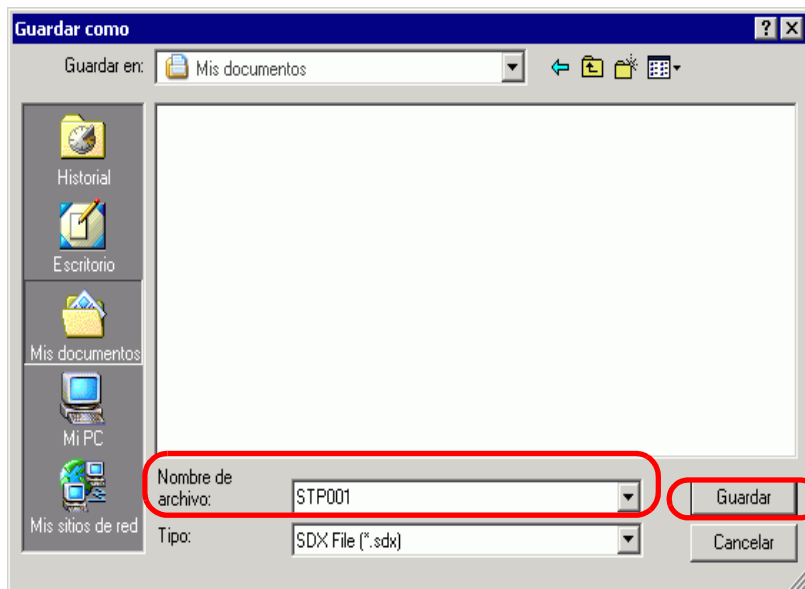 Guardar como
Guardar en:
Mis documentos
Historial
Escritorio
Mis documentos
Mi PC
Mis sitios de red
Nombre de
archivo:
STP001
Guardar
Tipo:
SDX File (*.sdx)
Cancelar